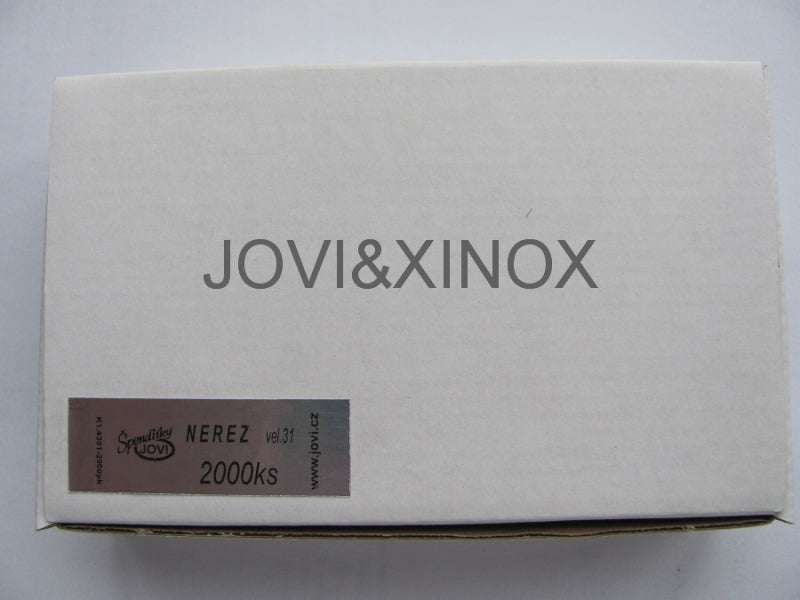 JOVI&XINOX
Špendlíky
JOVI
NEREZ vel.31
2000ks
www.jovi.cz